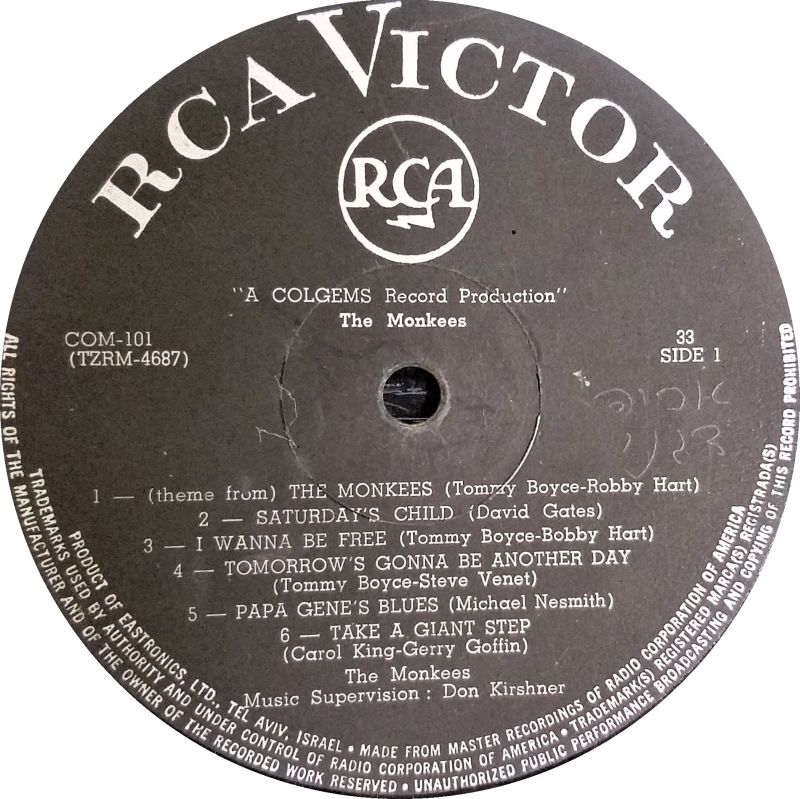 RCA VICTOR
RCA
"A COLGEMS Record Production"
The Monkees
COM-101
(TZRM-4687)
33
SIDE 1
1 — (theme from) THE MONKEES (Tommy Boyce-Robby Hart)
2 — SATURDAY'S CHILD (David Gates)
3 — I WANNA BE FREE (Tommy Boyce-Bobby Hart)
4 — TOMORROW'S GONNA BE ANOTHER DAY
(Tommy Boyce-Steve Venet)
5 — PAPA GENE'S BLUES (Michael Nesmith)
6 — TAKE A GIANT STEP
(Carol King-Gerry Goffin)
The Monkees
Music Supervision : Don Kirshner
PRODUCT OF EASTRONICS, LTD., TEL AVIV, ISRAEL • MADE FROM MASTER RECORDINGS OF RADIO CORPORATION OF AMERICA
TRADEMARKS USED BY AUTHORITY AND UNDER CONTROL OF RADIO CORPORATION OF AMERICA • TRADEMARK(S) REGISTERED MARCA(S) REGISTRADA(S)
ALL RIGHTS OF THE MANUFACTURER AND OF THE OWNER OF THE RECORDED WORK RESERVED • UNAUTHORIZED PUBLIC PERFORMANCE BROADCASTING AND COPYING OF THIS RECORD PROHIBITED